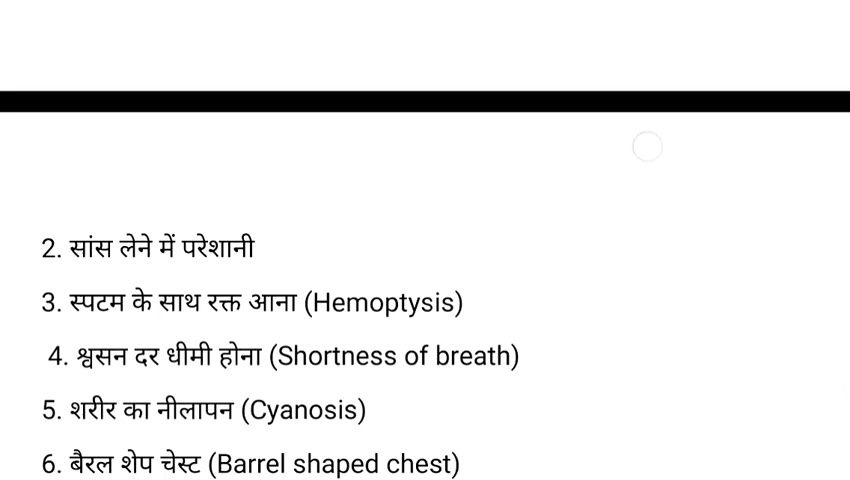 2. सांस लेने में परेशानी
3. स्पटम के साथ रक्त आना (Hemoptysis)
4. श्वसन दर धीमी होना (Shortness of breath)
5. शरीर का नीलापन (Cyanosis)
6. बैरल शेप चेस्ट (Barrel shaped chest)